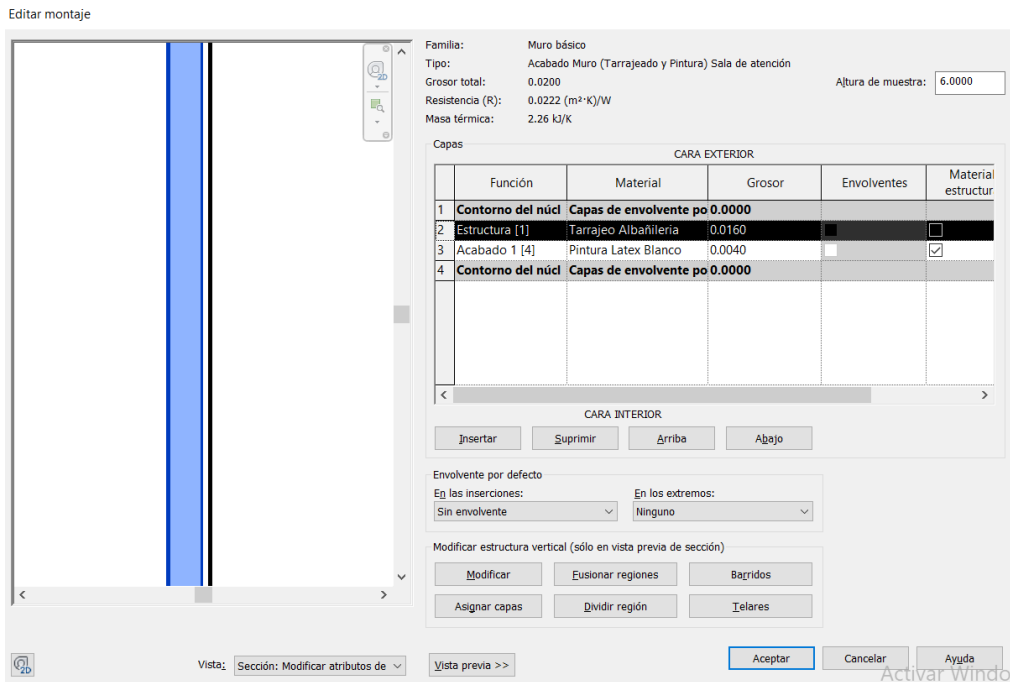 Editar montaje
Familia: Muro básico
Tipo: Acabado Muro (Tarrajeado y Pintura) Sala de atención
Grosor total: 0.0200 Altura de muestra: 6.0000
Resistencia (R): 0.0222 (m²·K)/W
Masa térmica: 2.26 kJ/K
Capas
CARA EXTERIOR
Función Material Grosor Envolventes Material estructur
1 Contorno del núcl Capas de envolvente po 0.0000
2 Estructura [1] Tarrajeo Albañileria 0.0160
3 Acabado 1 [4] Pintura Latex Blanco 0.0040
4 Contorno del núcl Capas de envolvente po 0.0000
CARA INTERIOR
Insertar Suprimir Arriba Abajo
Envolvente por defecto
En las inserciones: En los extremos:
Sin envolvente Ninguno
Modificar estructura vertical (sólo en vista previa de sección)
Modificar Fusionar regiones Barridos
Asignar capas Dividir región Telares
Vista: Sección: Modificar atributos de Vista previa >> Aceptar Cancelar Ayuda
Activar Windo
2D
2D